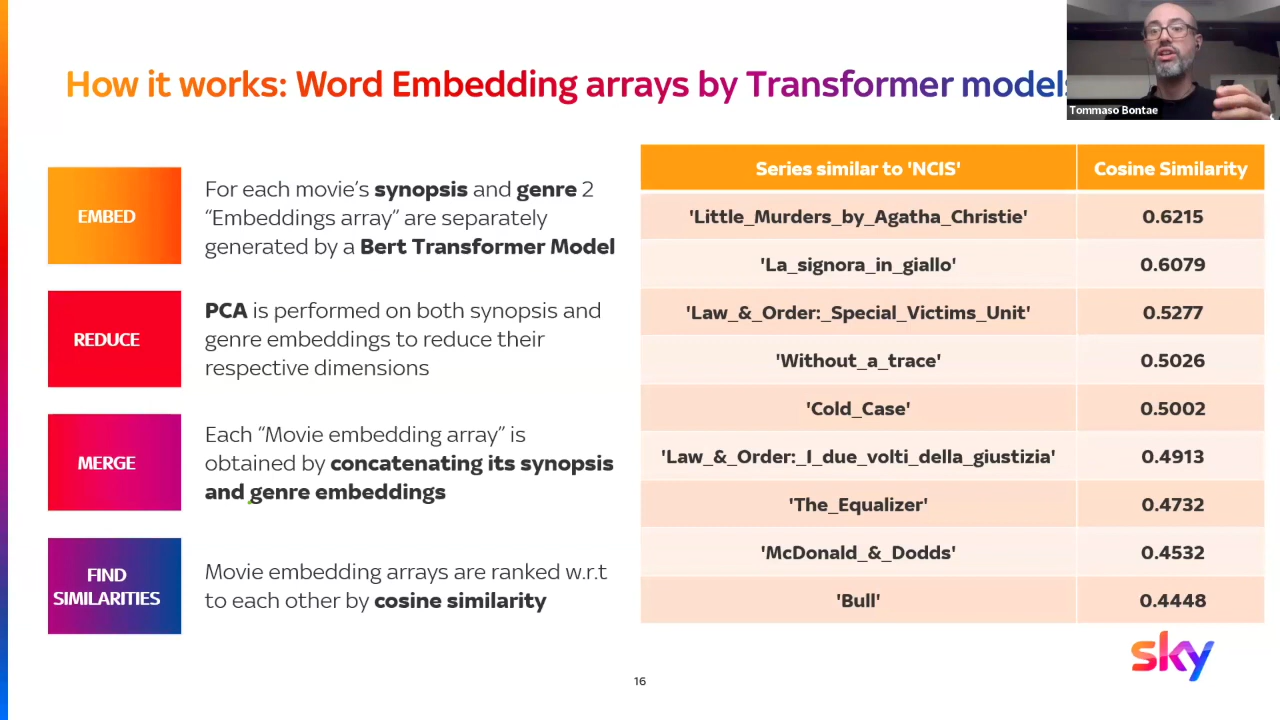 How it works: Word Embedding arrays by Transformer models
Tommaso Bontae
EMBED
For each movie's synopsis and genre 2
"Embeddings array" are separately
generated by a Bert Transformer Model
REDUCE
PCA is performed on both synopsis and
genre embeddings to reduce their
respective dimensions
MERGE
Each "Movie embedding array" is
obtained by concatenating its synopsis
and genre embeddings
FIND
SIMILARITIES
Movie embedding arrays are ranked w.r.t
to each other by cosine similarity
Series similar to 'NCIS' Cosine Similarity
'Little_Murders_by_Agatha_Christie' 0.6215
'La_signora_in_giallo' 0.6079
'Law_&_Order:_Special_Victims_Unit' 0.5277
'Without_a_trace' 0.5026
'Cold_Case' 0.5002
'Law_&_Order:_I_due_volti_della_giustizia' 0.4913
'The_Equalizer' 0.4732
'McDonald_&_Dodds' 0.4532
'Bull' 0.4448
sky
16